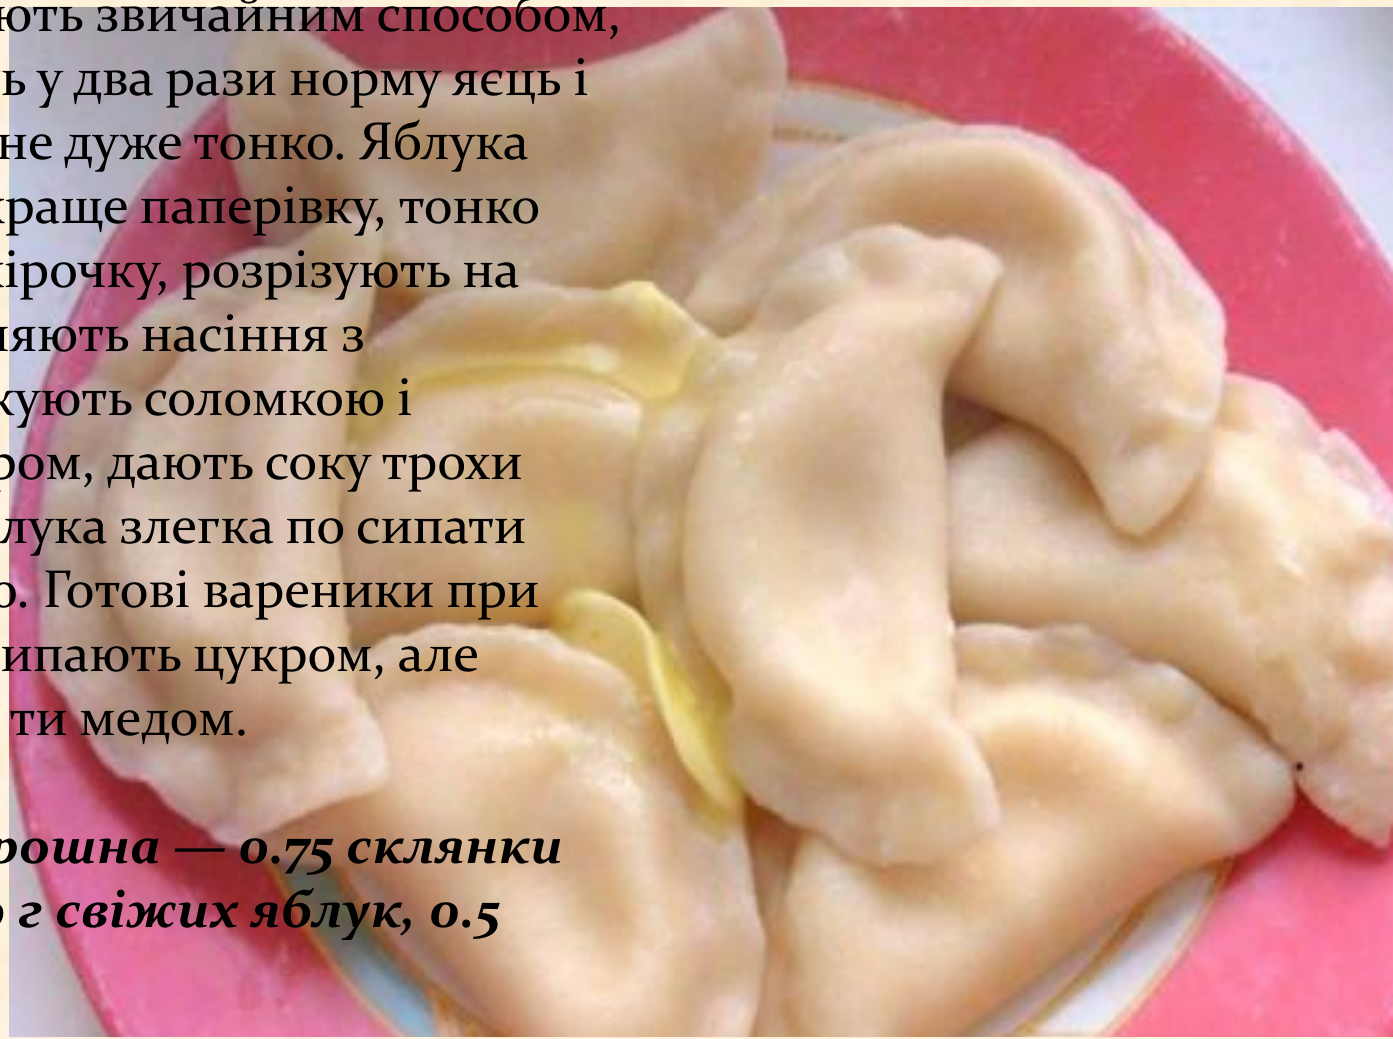 ють звичайним способом,
ь у два рази норму яєць і
не дуже тонко. Яблука
краще паперівку, тонко
кірочку, розрізують на
ляють насіння з
кують соломкою і
ром, дають соку трохи
лука злегка по сипати
ю. Готові вареники при
ипають цукром, але
ти медом.
рошна — 0.75 склянки
г свіжих яблук, 0.5